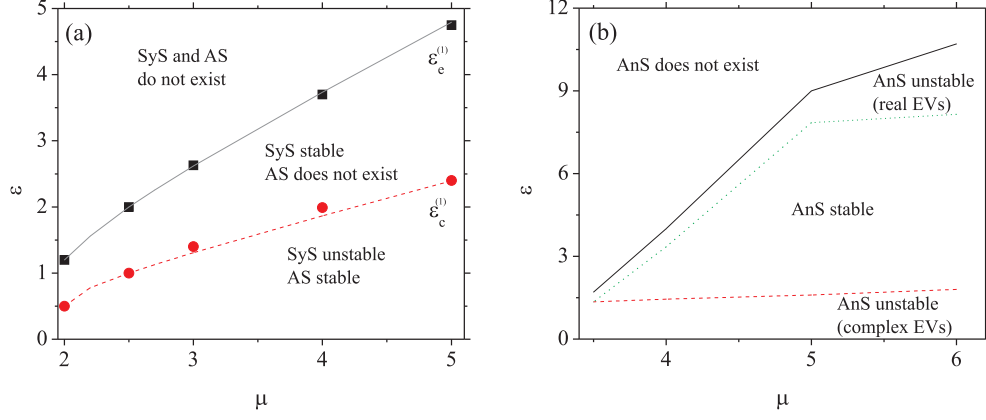 (a)
SyS and AS
do not exist
ε_e^(1)
SyS stable
AS does not exist
ε_c^(1)
SyS unstable
AS stable
5
4
3
2
1
0
ε
2 3 4 5
μ
(b)
AnS does not exist
AnS unstable
(real EVs)
AnS stable
AnS unstable
(complex EVs)
12
9
6
3
0
ε
4 5 6
μ